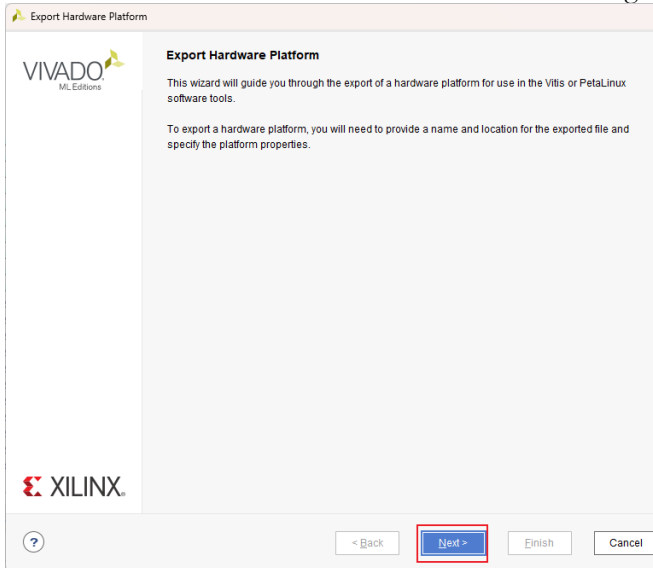 Export Hardware Platform
VIVADO
ML Editions
Export Hardware Platform
This wizard will guide you through the export of a hardware platform for use in the Vitis or PetaLinux
software tools.
To export a hardware platform, you will need to provide a name and location for the exported file and
specify the platform properties.
XILINX.
?
< Back
Next >
Finish
Cancel